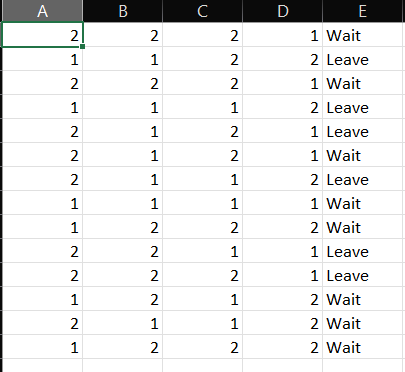 A B C D E
2 2 2 1 Wait
1 1 2 2 Leave
2 2 2 1 Wait
1 1 1 2 Leave
2 1 2 1 Leave
2 1 2 1 Wait
2 1 1 2 Leave
1 1 1 1 Wait
1 2 2 2 Wait
2 2 1 1 Leave
2 2 2 1 Leave
1 2 1 2 Wait
2 1 1 2 Wait
1 2 2 2 Wait